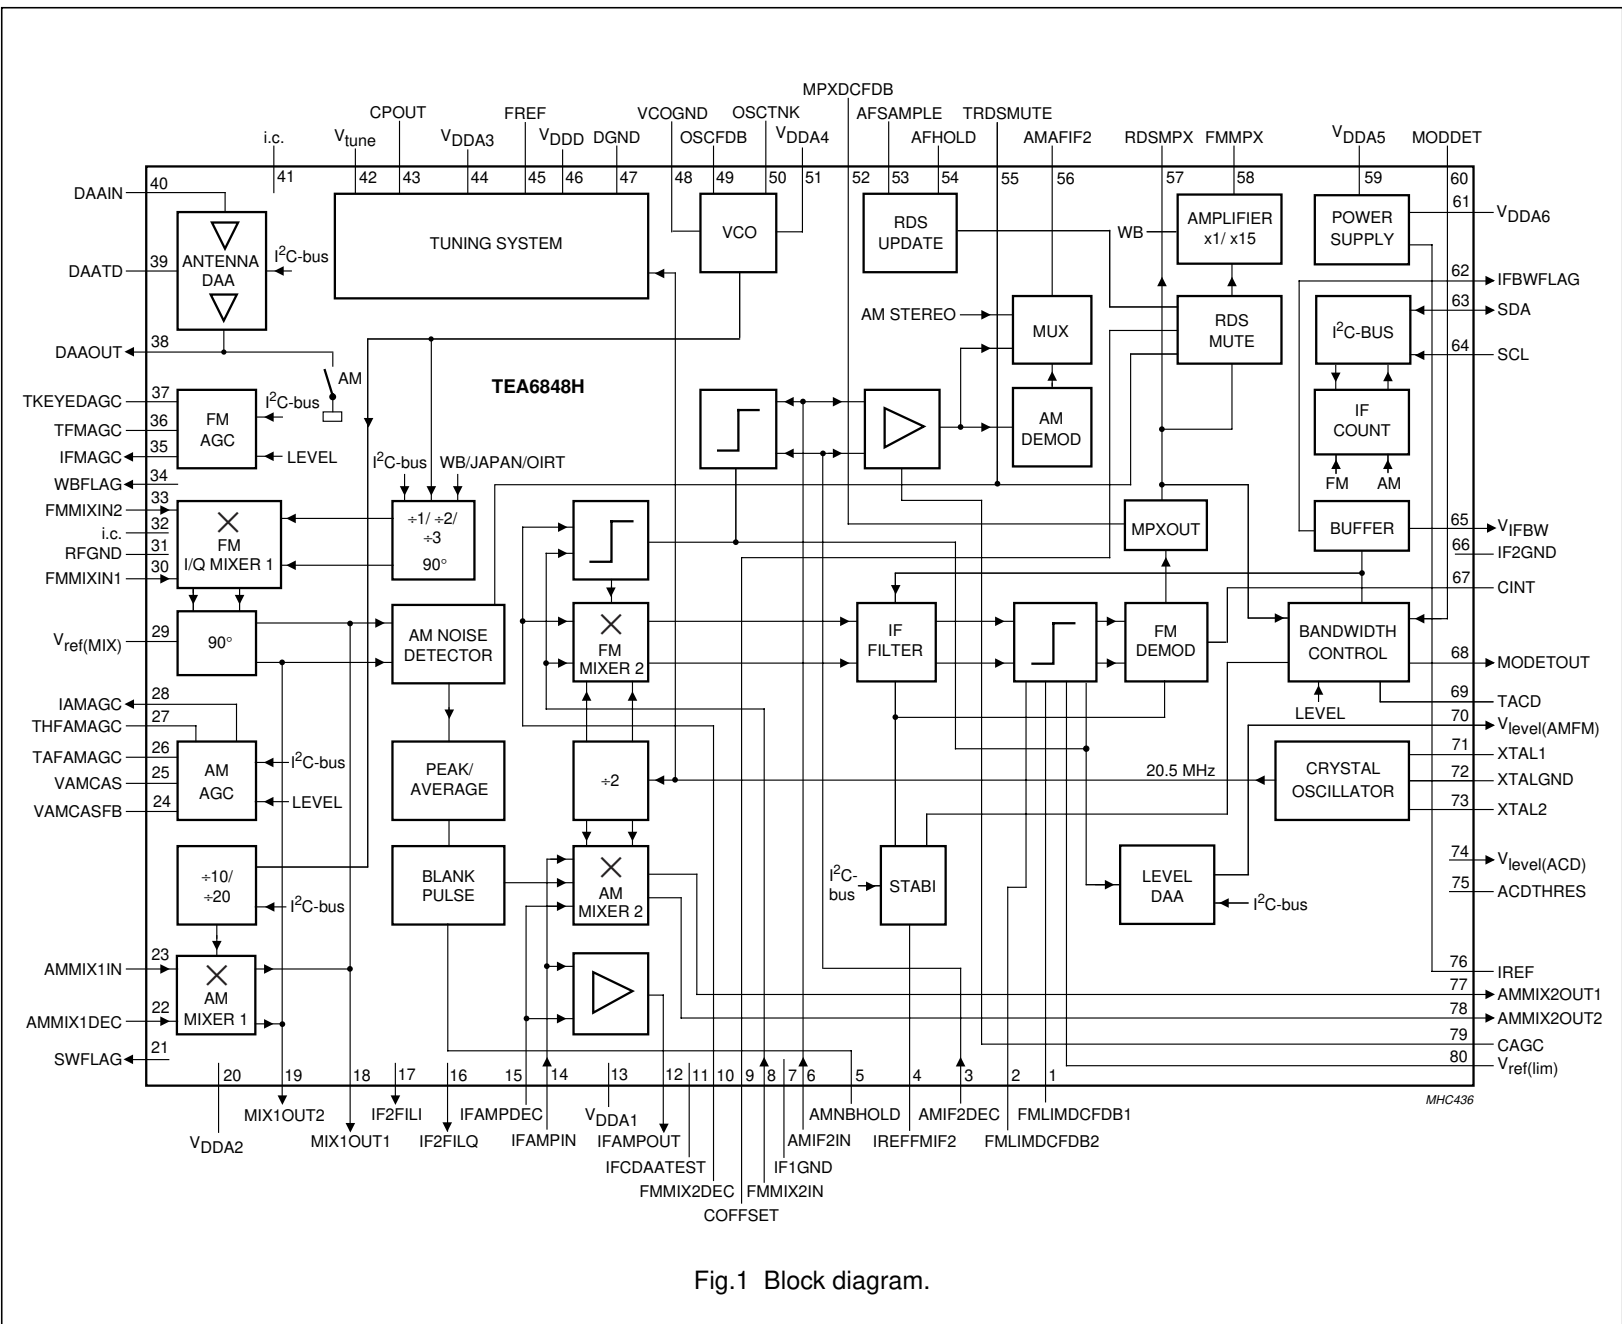 MPXDCFDB
CPOUT FREF VCOGND OSCTNK AFSAMPLE TRDSMUTE
i.c. Vtune VDDA3 VDDD DGND OSCFDB VDDA4 AFHOLD AMAFIF2 RDSMPX FMMPX VDDA5 MODDET
40 41 42 43 44 45 46 47 48 49 50 51 52 53 54 55 56 57 58 59 60
DAAIN
61 VDDA6
ANTENNA
DAA
I2C-bus
DAATD 39
TUNING SYSTEM
VCO
RDS
UPDATE
WB
AMPLIFIER
x1/ x15
POWER
SUPPLY
62 IFBWFLAG
63 SDA
AM STEREO
MUX
RDS
MUTE
I2C-BUS
DAAOUT 38
64 SCL
AM
TEA6848H
TKEYEDAGC 37
TFMAGC 36
IFMAGC 35
FM
AGC
I2C-bus
LEVEL
AM
DEMOD
IF
COUNT
FM AM
WBFLAG 34
I2C-bus WB/JAPAN/OIRT
FMMIXIN2 33
i.c. 32
RFGND 31
FMMIXIN1 30
FM
I/Q MIXER 1
÷1/ ÷2/
÷3
90°
MPXOUT
BUFFER
65 VIFBW
66 IF2GND
67 CINT
Vref(MIX) 29
90°
AM NOISE
DETECTOR
FM
MIXER 2
IF
FILTER
FM
DEMOD
BANDWIDTH
CONTROL
68 MODETOUT
69 TACD
LEVEL
70 Vlevel(AMFM)
IAMAGC 28
THFAMAGC 27
TAFAMAGC 26
VAMCAS 25
VAMCASFB 24
AM
AGC
I2C-bus
LEVEL
PEAK/
AVERAGE
÷2
20.5 MHz
CRYSTAL
OSCILLATOR
71 XTAL1
72 XTALGND
73 XTAL2
÷10/
÷20
I2C-bus
BLANK
PULSE
AM
MIXER 2
I2C-
bus
STABI
LEVEL
DAA
I2C-bus
74 Vlevel(ACD)
75 ACDTHRES
AMMIX1IN 23
AMMIX1DEC 22
AM
MIXER 1
76 IREF
77 AMMIX2OUT1
78 AMMIX2OUT2
SWFLAG 21
79 CAGC
80 Vref(lim)
20 19 18 17 16 15 14 13 12 11 10 9 8 7 6 5 4 3 2 1
MHC436
MIX1OUT2 IF2FILI IFAMPDEC VDDA1 AMNBHOLD AMIF2DEC FMLIMDCFDB1
VDDA2 MIX1OUT1 IF2FILQ IFAMPIN IFAMPOUT AMIF2IN IREFFMIF2 FMLIMDCFDB2
IFCDAATEST IF1GND
FMMIX2DEC FMMIX2IN
COFFSET
Fig.1 Block diagram.